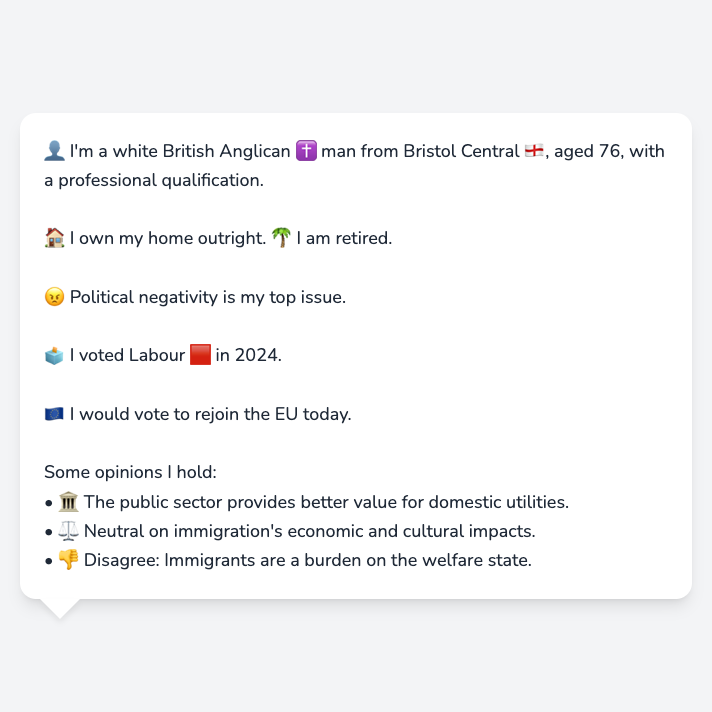 👤 I'm a white British Anglican ✝️ man from Bristol Central 🏴󠁧󠁢󠁥󠁮󠁧󠁿, aged 76, with
a professional qualification.
🏠 I own my home outright. 🌴 I am retired.
😠 Political negativity is my top issue.
🗳️ I voted Labour 🟥 in 2024.
🇪🇺 I would vote to rejoin the EU today.
Some opinions I hold:
• 🏛️ The public sector provides better value for domestic utilities.
• ⚖️ Neutral on immigration's economic and cultural impacts.
• 👎 Disagree: Immigrants are a burden on the welfare state.